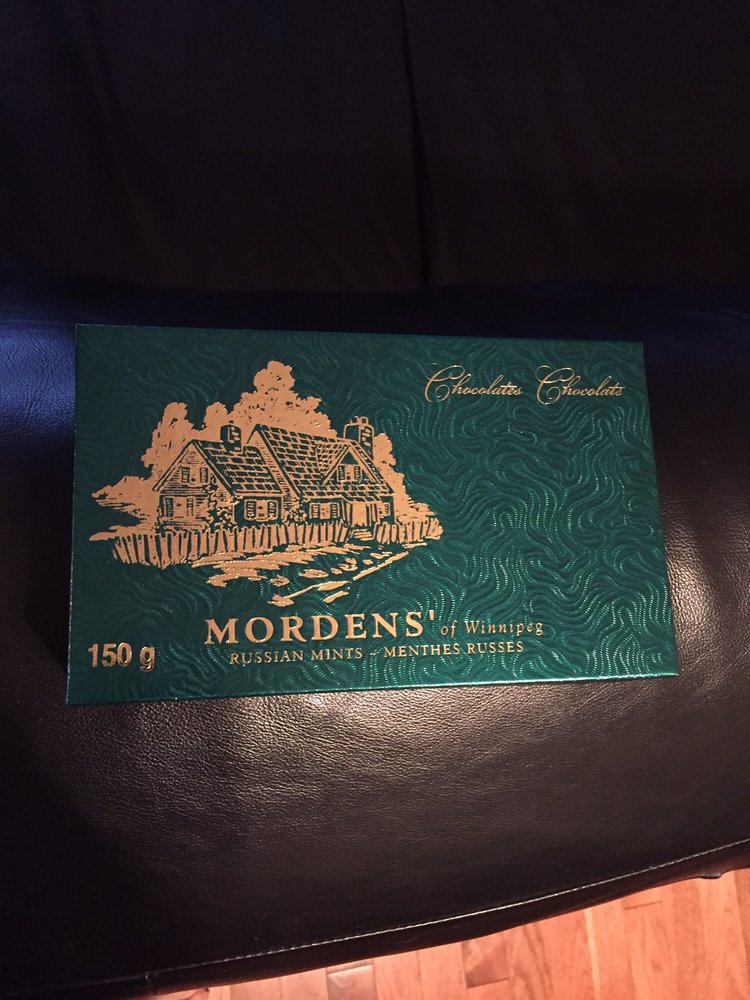 Chocolates Chocolats
MORDENS' of Winnipeg
RUSSIAN MINTS - MENTHES RUSSES
150 g